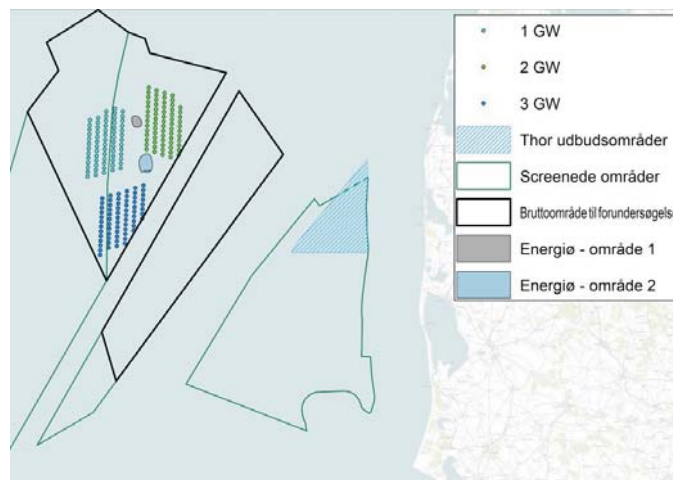 1 GW
2 GW
3 GW
Thor udbudsområder
Screenede områder
Bruttoområde til forundersøgelse
Energiø - område 1
Energiø - område 2